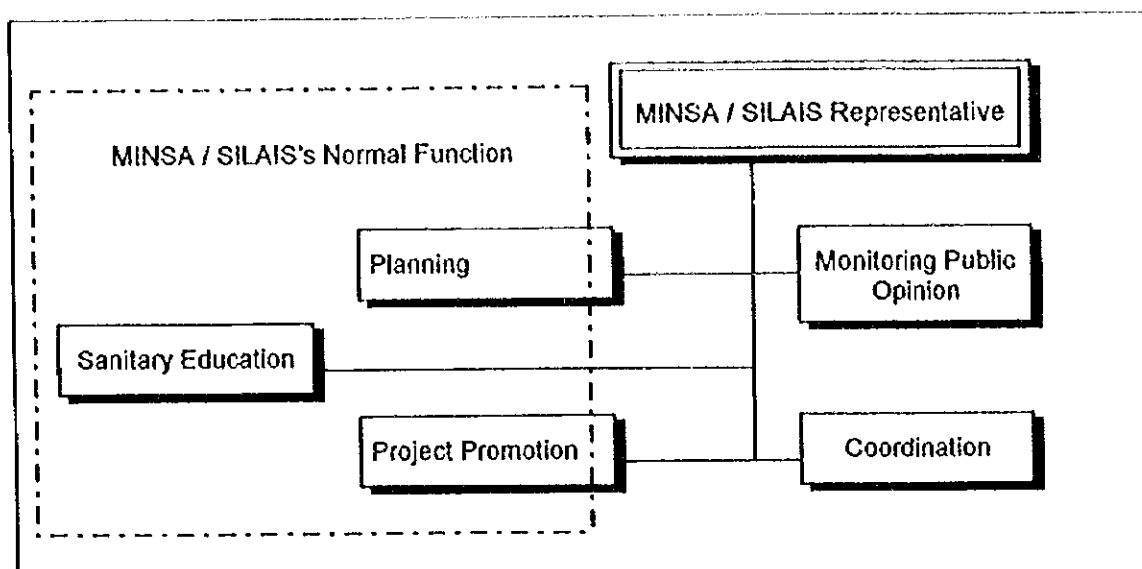 MINSA / SILAIS Representative
MINSA / SILAIS's Normal Function
Planning
Monitoring Public
Opinion
Sanitary Education
Project Promotion
Coordination